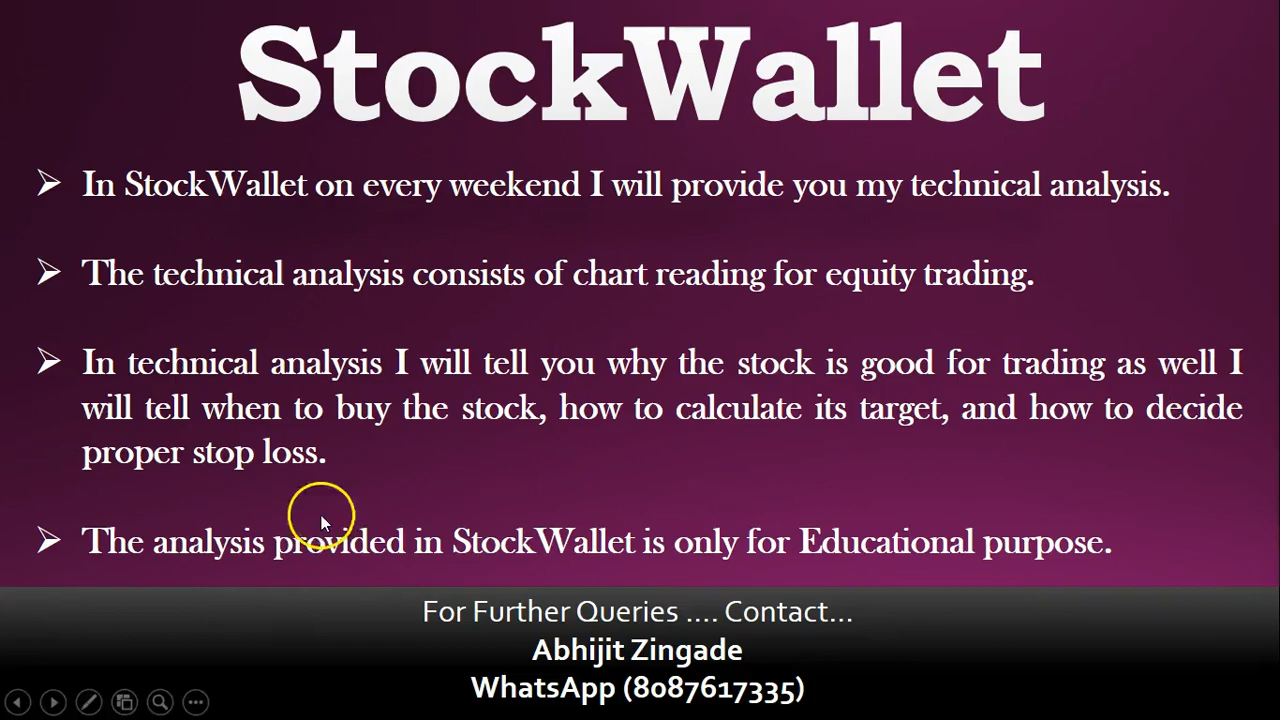 StockWallet
➢ In StockWallet on every weekend I will provide you my technical analysis.
➢ The technical analysis consists of chart reading for equity trading.
➢ In technical analysis I will tell you why the stock is good for trading as well I
will tell when to buy the stock, how to calculate its target, and how to decide
proper stop loss.
➢ The analysis provided in StockWallet is only for Educational purpose.
For Further Queries .... Contact...
Abhijit Zingade
WhatsApp (8087617335)